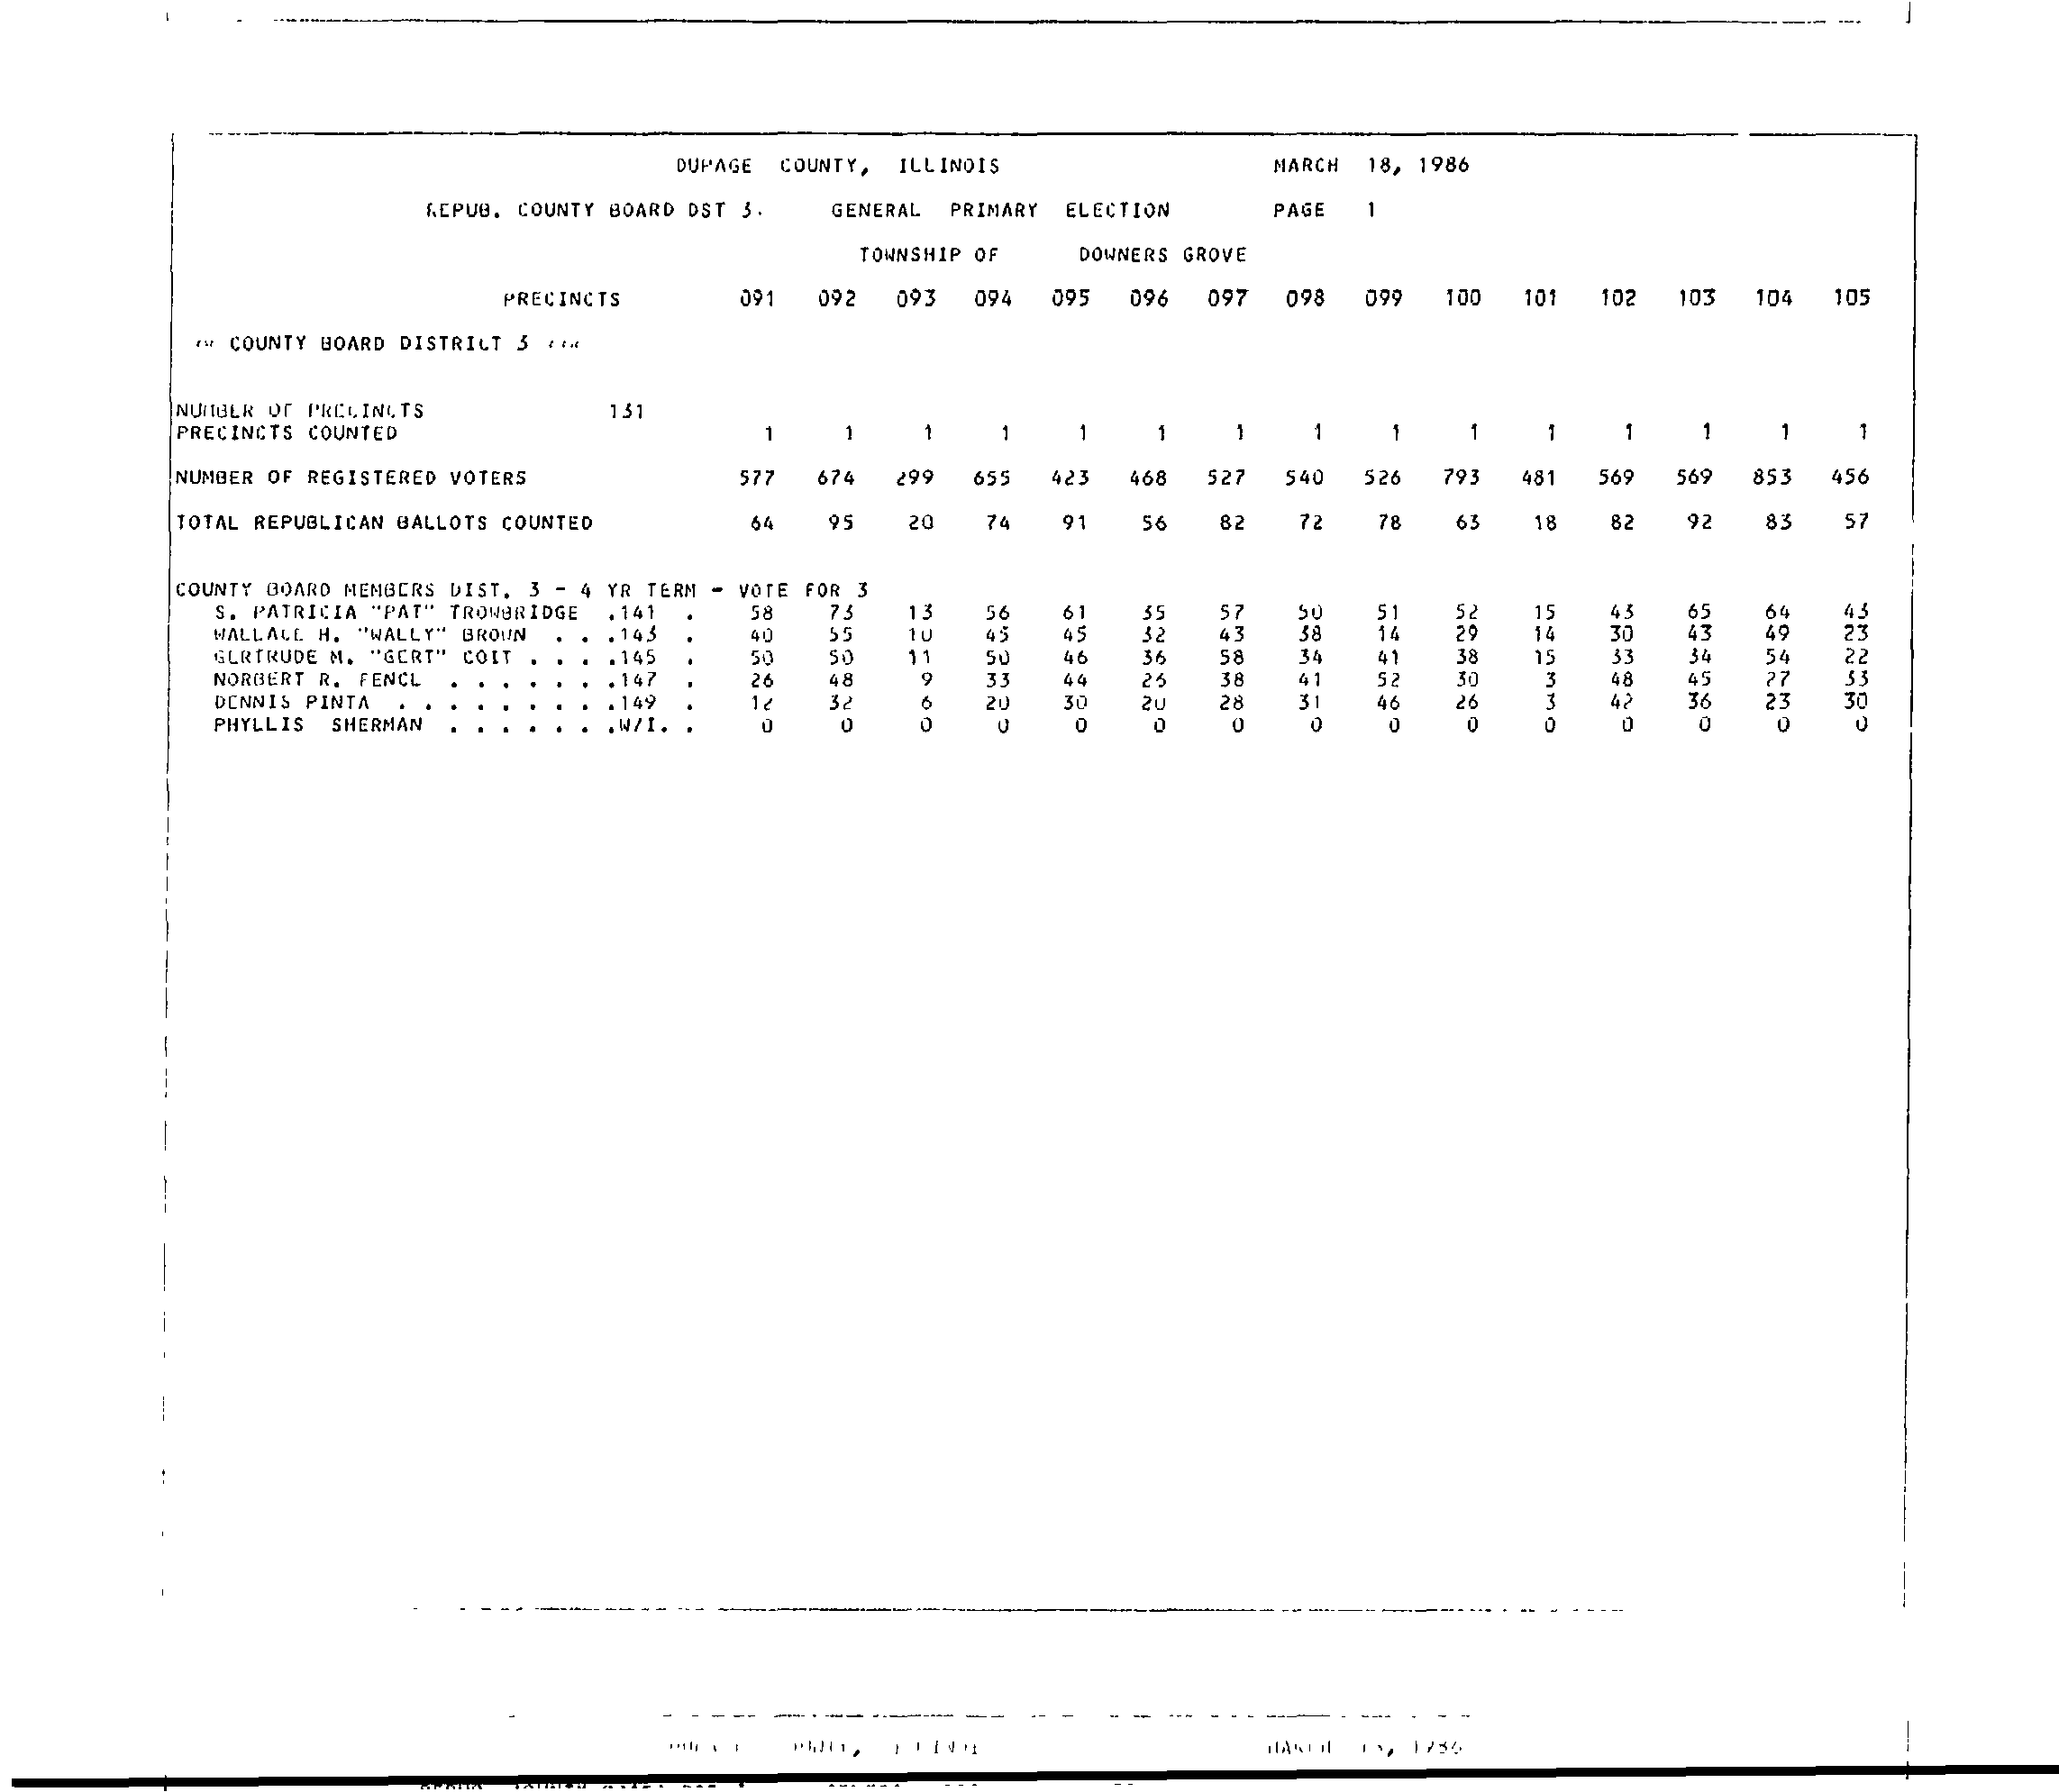 DUPAGE COUNTY, ILLINOIS MARCH 18, 1986
REPUB. COUNTY BOARD DST 3. GENERAL PRIMARY ELECTION PAGE 1
TOWNSHIP OF DOWNERS GROVE
PRECINCTS 091 092 093 094 095 096 097 098 099 100 101 102 103 104 105
COUNTY BOARD DISTRICT 3
NUMBER OF PRECINCTS 131
PRECINCTS COUNTED 1 1 1 1 1 1 1 1 1 1 1 1 1 1 1
NUMBER OF REGISTERED VOTERS 577 674 299 655 423 468 527 540 526 793 481 569 569 853 456
TOTAL REPUBLICAN BALLOTS COUNTED 64 95 20 74 91 56 82 72 78 63 18 82 92 83 57
COUNTY BOARD MEMBERS DIST. 3 - 4 YR TERM - VOTE FOR 3
S. PATRICIA "PAT" TROWBRIDGE .141 . 58 73 13 56 61 35 57 50 51 52 15 43 65 64 43
WALLACE H. "WALLY" BROWN . . .143 . 40 55 10 45 45 32 43 38 14 29 14 30 43 49 23
GERTRUDE M. "GERT" COIT . . . .145 . 50 50 11 50 46 36 58 34 41 38 15 33 34 54 22
NORBERT R. FENCL . . . . . . .147 . 26 48 9 33 44 25 38 41 52 30 3 48 45 27 33
DENNIS PINTA . . . . . . . . .149 . 12 32 6 20 30 20 28 31 46 26 3 42 36 23 30
PHYLLIS SHERMAN . . . . . . .W/I. . 0 0 0 0 0 0 0 0 0 0 0 0 0 0 0